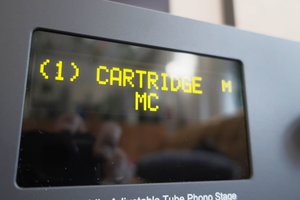 (1) CARTRIDGE M
MC
Adjustable Tube Phono Stage